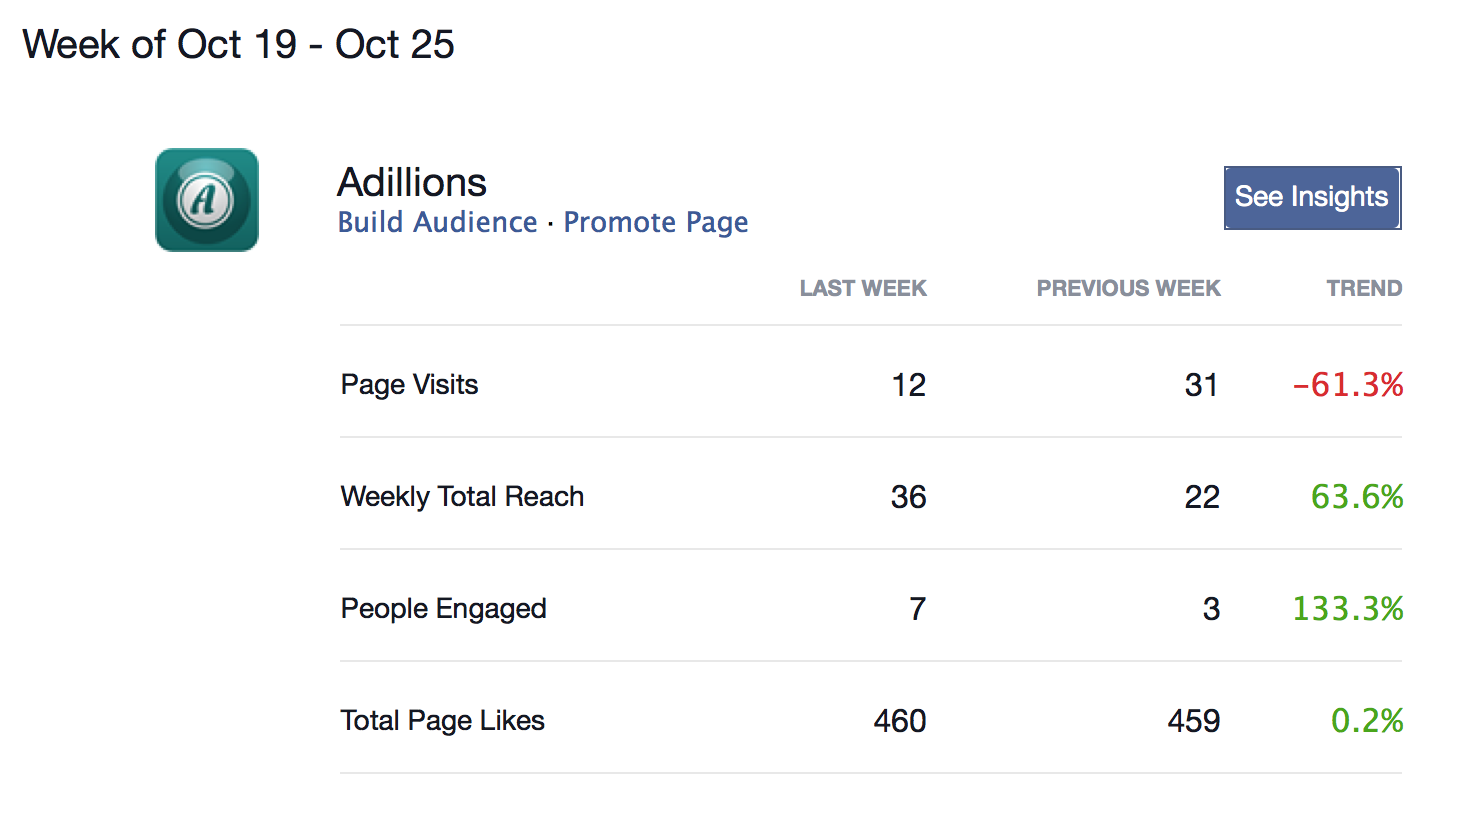 Week of Oct 19 - Oct 25
A
Adillions
Build Audience · Promote Page
See Insights
LAST WEEK PREVIOUS WEEK TREND
Page Visits 12 31 -61.3%
Weekly Total Reach 36 22 63.6%
People Engaged 7 3 133.3%
Total Page Likes 460 459 0.2%